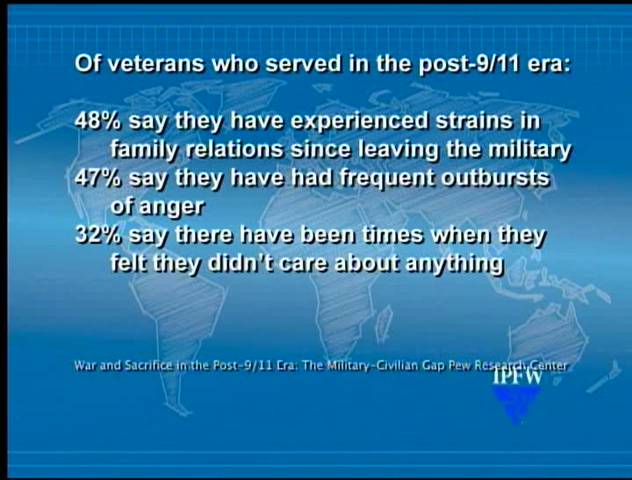 Of veterans who served in the post-9/11 era:
48% say they have experienced strains in
family relations since leaving the military
47% say they have had frequent outbursts
of anger
32% say there have been times when they
felt they didn't care about anything
War and Sacrifice in the Post-9/11 Era: The Military-Civilian Gap Pew Research Center
IPFW